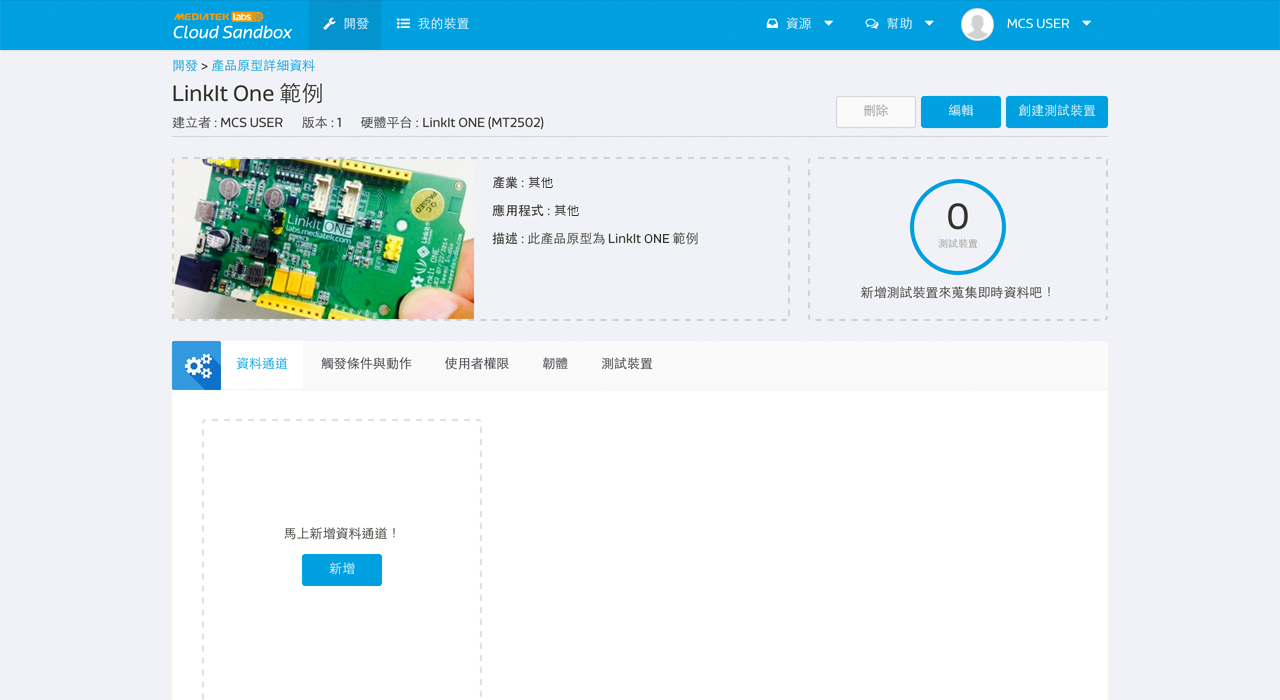 MEDIATEK labs
Cloud Sandbox
開發
我的裝置
資源
幫助
MCS USER
開發 > 產品原型詳細資料
LinkIt One 範例
建立者 : MCS USER 版本 : 1 硬體平台 : LinkIt ONE (MT2502)
刪除
編輯
創建測試裝置
LinkIt ONE
labs.mediatek.com
QC
PASSED
產業 : 其他
應用程式 : 其他
描述 : 此產品原型為 LinkIt ONE 範例
0
測試裝置
新增測試裝置來蒐集即時資料吧！
資料通道
觸發條件與動作
使用者權限
韌體
測試裝置
馬上新增資料通道！
新增